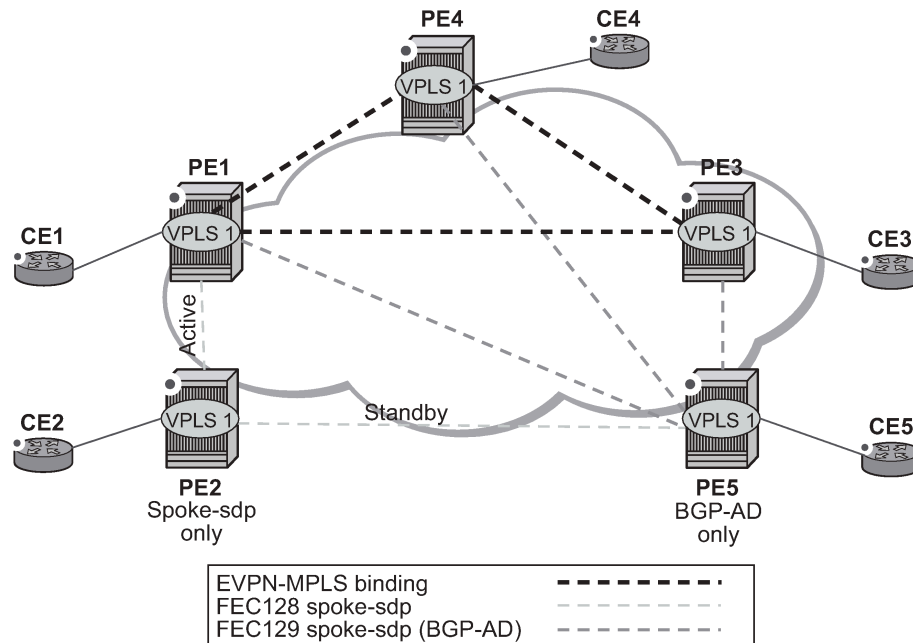 PE4
CE4
VPLS 1
PE1
PE3
VPLS 1
VPLS 1
CE1
CE3
Active
Standby
CE2
VPLS 1
VPLS 1
CE5
PE2
Spoke-sdp
only
PE5
BGP-AD
only
EVPN-MPLS binding
FEC128 spoke-sdp
FEC129 spoke-sdp (BGP-AD)